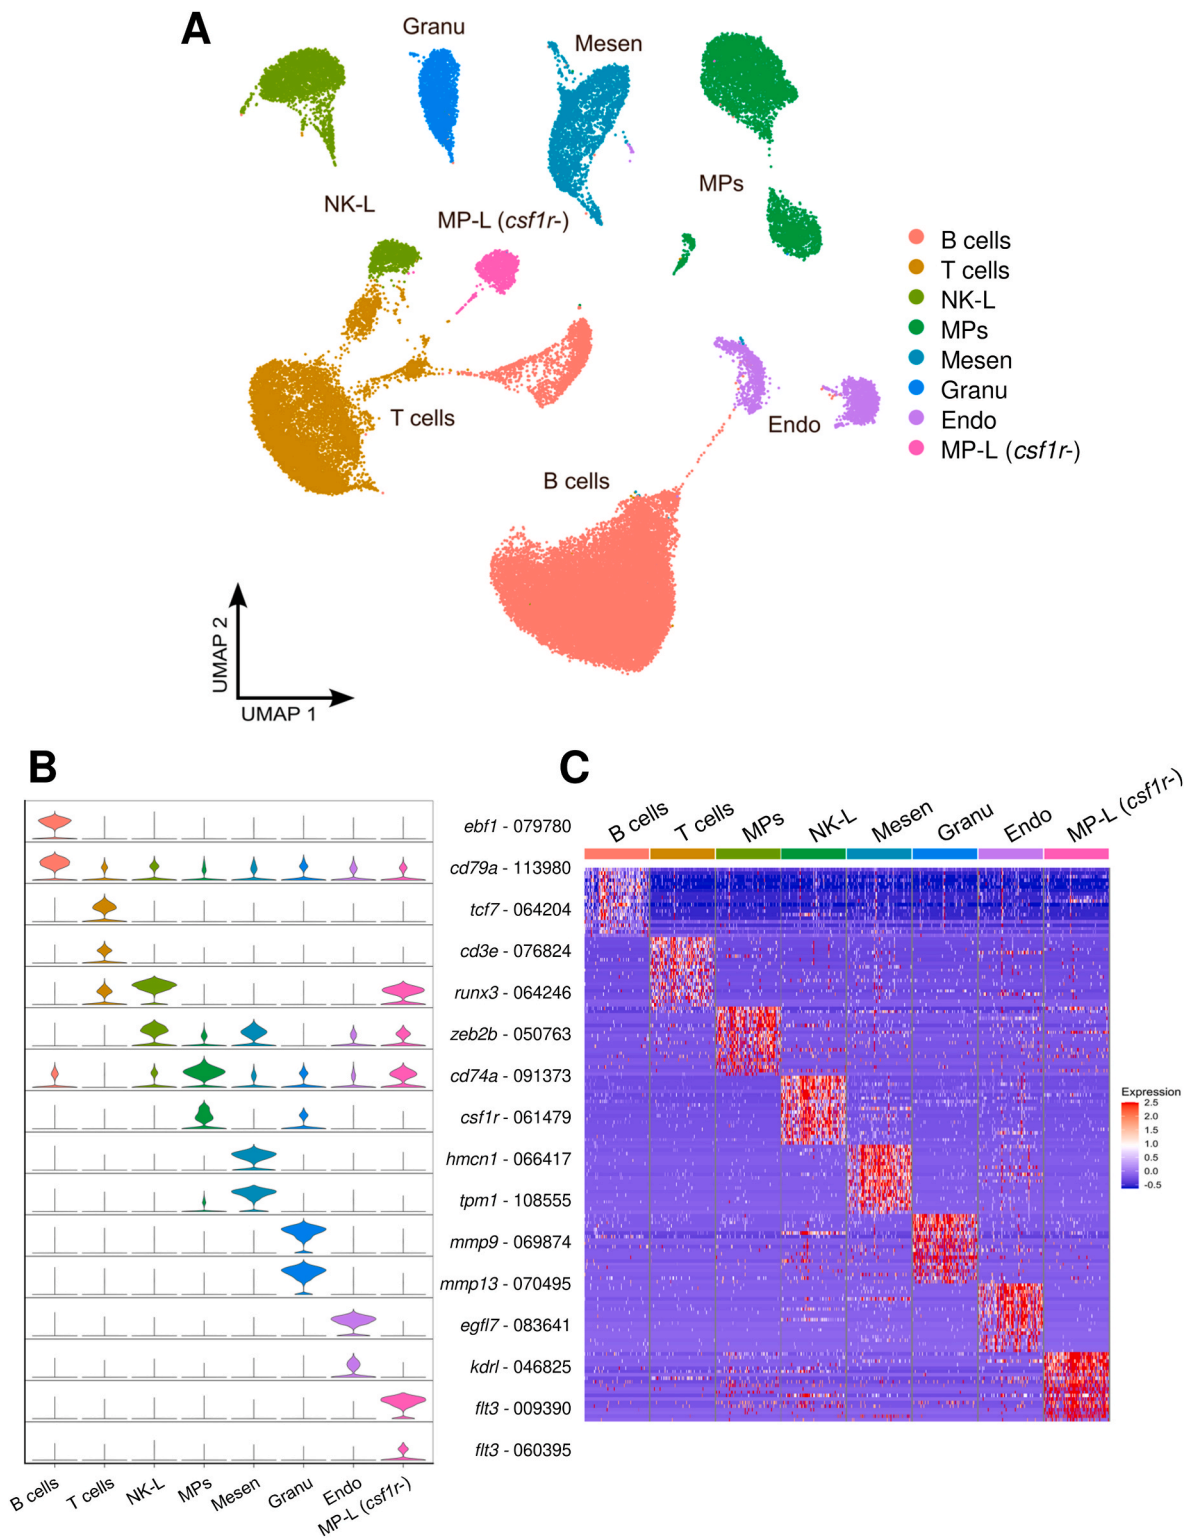 A
Granu
Mesen
MPs
NK-L
MP-L (csf1r-)
T cells
Endo
B cells
B cells
T cells
NK-L
MPs
Mesen
Granu
Endo
MP-L (csf1r-)
UMAP 2
UMAP 1
B
ebf1 - 079780
cd79a - 113980
tcf7 - 064204
cd3e - 076824
runx3 - 064246
zeb2b - 050763
cd74a - 091373
csf1r - 061479
hmcn1 - 066417
tpm1 - 108555
mmp9 - 069874
mmp13 - 070495
egfl7 - 083641
kdrl - 046825
flt3 - 009390
flt3 - 060395
B cells
T cells
NK-L
MPs
Mesen
Granu
Endo
MP-L (csf1r-)
C
B cells
T cells
MPs
NK-L
Mesen
Granu
Endo
MP-L (csf1r-)
Expression
2.5
2.0
1.5
1.0
0.5
0.0
-0.5